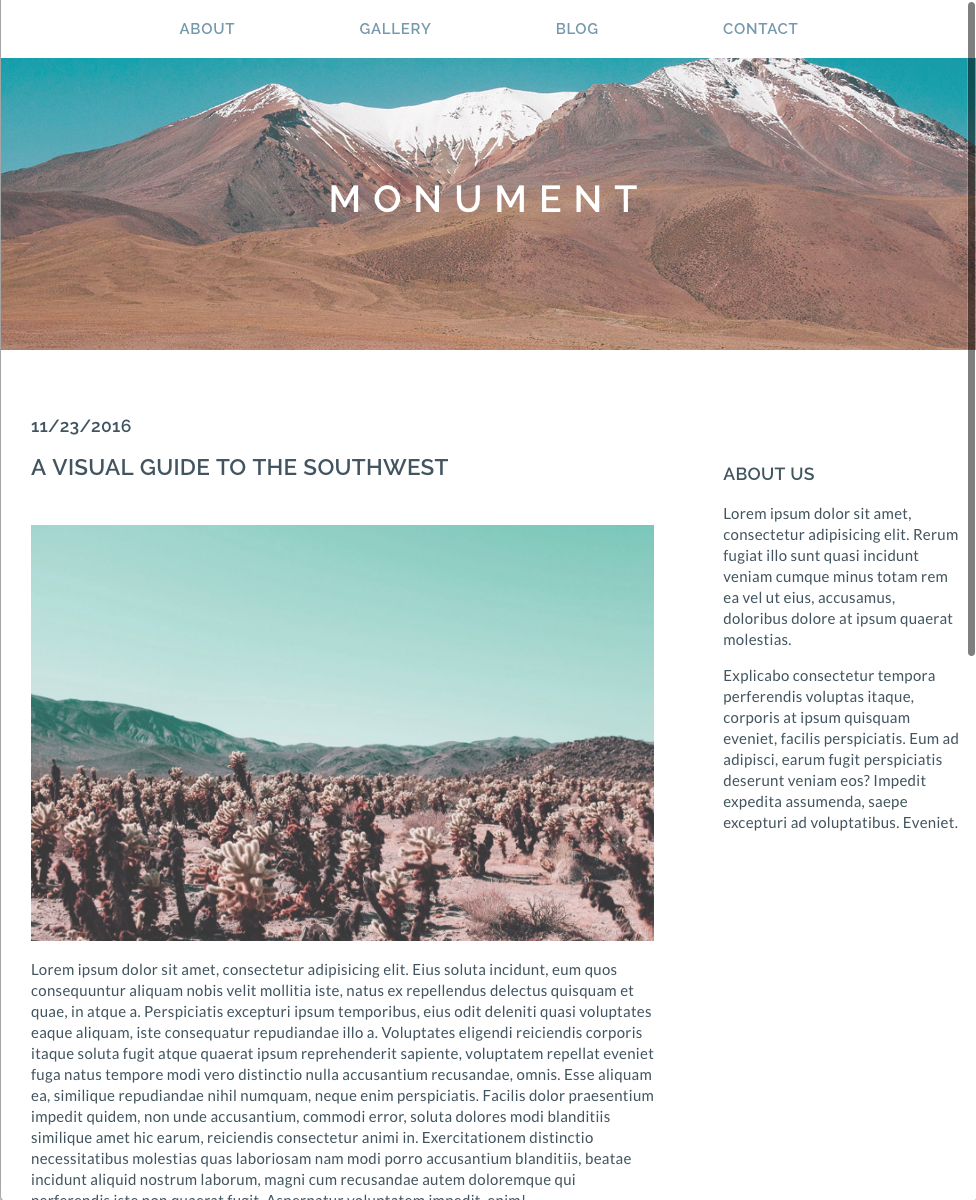 ABOUT
GALLERY
BLOG
CONTACT
MONUMENT
11/23/2016
A VISUAL GUIDE TO THE SOUTHWEST
Lorem ipsum dolor sit amet, consectetur adipisicing elit. Eius soluta incidunt, eum quos
consequuntur aliquam nobis velit mollitia iste, natus ex repellendus delectus quisquam et
quae, in atque a. Perspiciatis excepturi ipsum temporibus, eius odit deleniti quasi voluptates
eaque aliquam, iste consequatur repudiandae illo a. Voluptates eligendi reiciendis corporis
itaque soluta fugit atque quaerat ipsum reprehenderit sapiente, voluptatem repellat eveniet
fuga natus tempore modi vero distinctio nulla accusantium recusandae, omnis. Esse aliquam
ea, similique repudiandae nihil numquam, neque enim perspiciatis. Facilis dolor praesentium
impedit quidem, non unde accusantium, commodi error, soluta dolores modi blanditiis
similique amet hic earum, reiciendis consectetur animi in. Exercitationem distinctio
necessitatibus molestias quas laboriosam nam modi porro accusantium blanditiis, beatae
incidunt aliquid nostrum laborum, magni cum recusandae autem doloremque qui
perferendis iste non quaerat fugit. Aspernatur voluptatem impedit, enim!
ABOUT US
Lorem ipsum dolor sit amet,
consectetur adipisicing elit. Rerum
fugiat illo sunt quasi incidunt
veniam cumque minus totam rem
ea vel ut eius, accusamus,
doloribus dolore at ipsum quaerat
molestias.
Explicabo consectetur tempora
perferendis voluptas itaque,
corporis at ipsum quisquam
eveniet, facilis perspiciatis. Eum ad
adipisci, earum fugit perspiciatis
deserunt veniam eos? Impedit
expedita assumenda, saepe
excepturi ad voluptatibus. Eveniet.